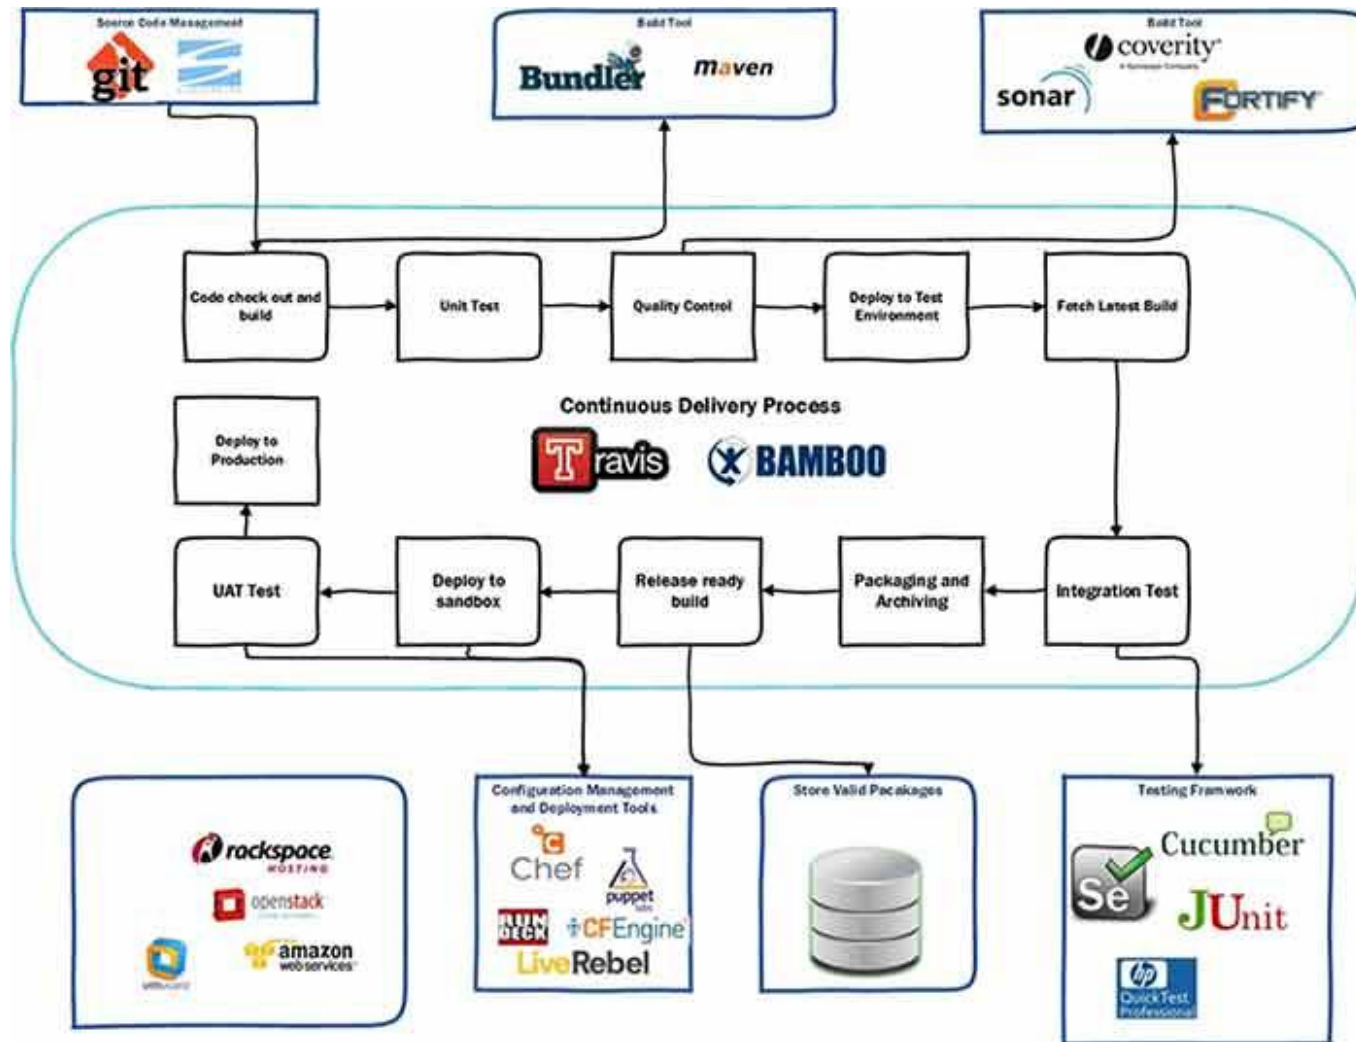 Source Code Management
git
Build Tool
Bundler
maven
Build Tool
coverity
sonar
FORTIFY
Code check out and
build
Unit Test
Quality Control
Deploy to Test
Environment
Fetch Latest Build
Continuous Delivery Process
Travis
BAMBOO
Deploy to
Production
UAT Test
Deploy to
sandbox
Release ready
build
Packaging and
Archiving
Integration Test
rackspace
HOSTING
openstack
amazon
webservices
Configuration Management
and Deployment Tools
Chef
puppet
labs
RUN
DECK
CFEngine
LiveRebel
Store Valid Pacakages
Testing Framwork
Cucumber
Se
JUnit
hp
QuickTest
Professional